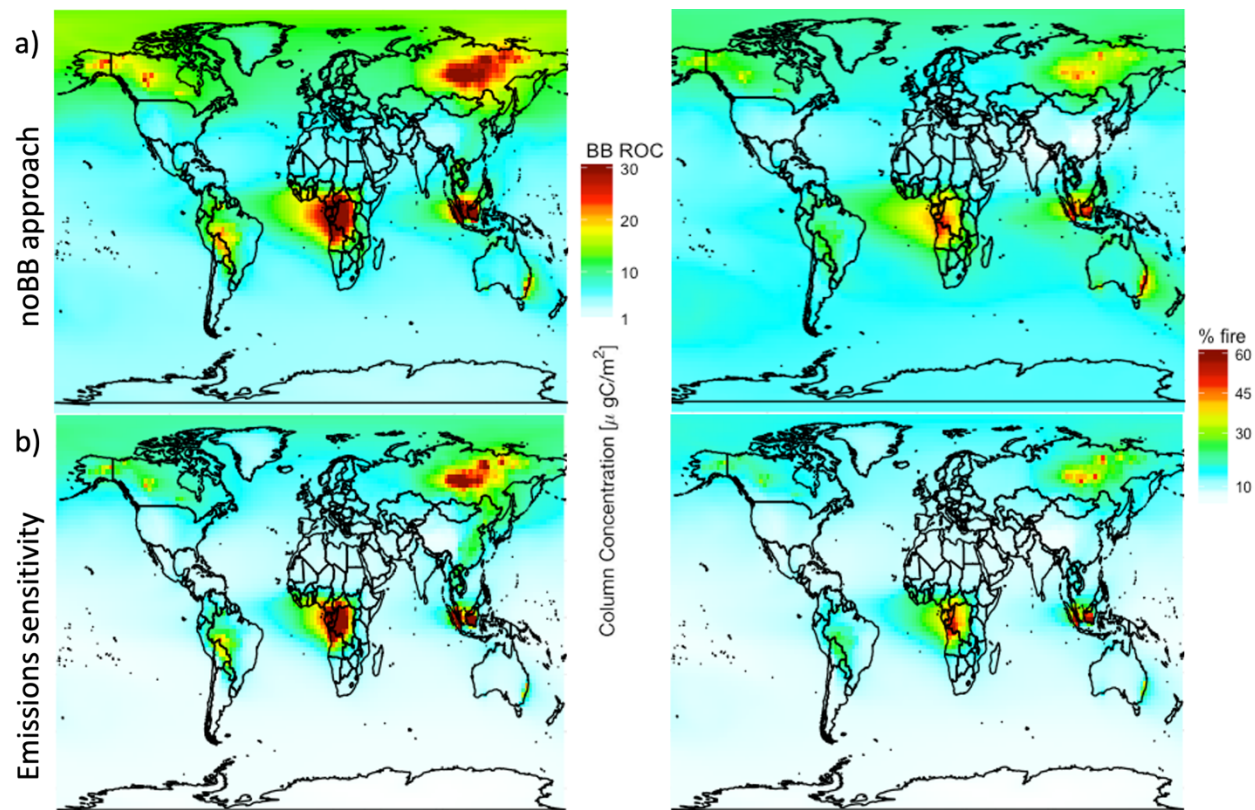 a)
noBB approach
BB ROC
30
20
10
1
Column Concentration [μ gC/m²]
% fire
60
45
30
10
b)
Emissions sensitivity